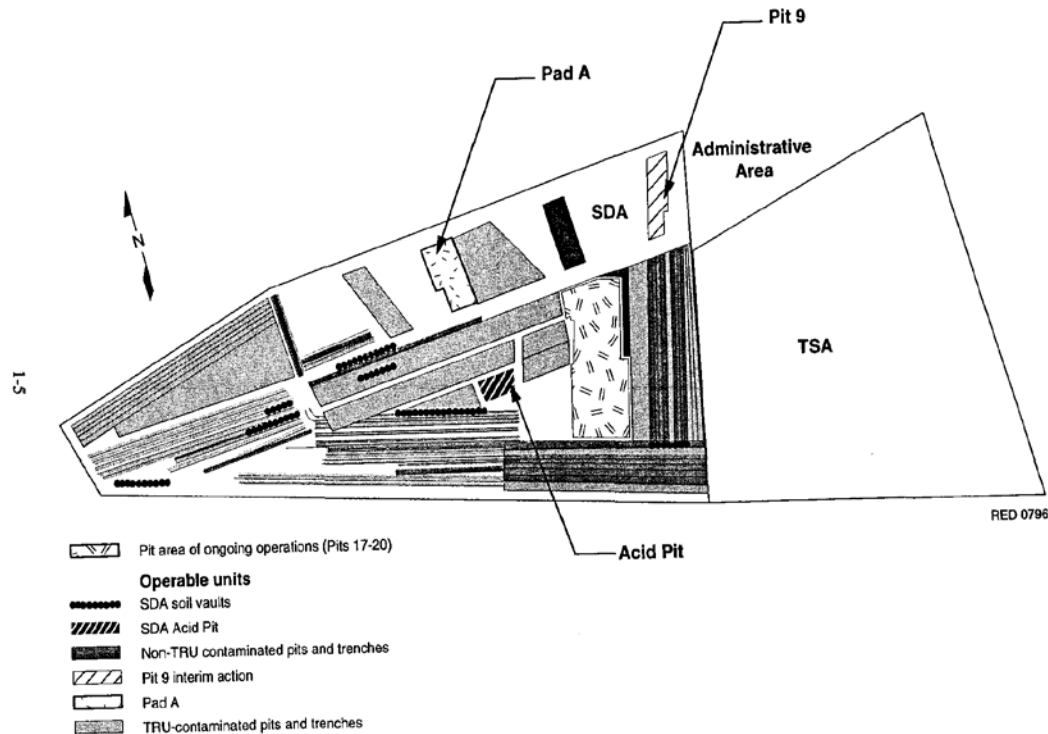 Pit 9
Pad A
Administrative
Area
SDA
N
TSA
1-5
RED 0796
Acid Pit
Pit area of ongoing operations (Pits 17-20)
Operable units
SDA soil vaults
SDA Acid Pit
Non-TRU contaminated pits and trenches
Pit 9 interim action
Pad A
TRU-contaminated pits and trenches